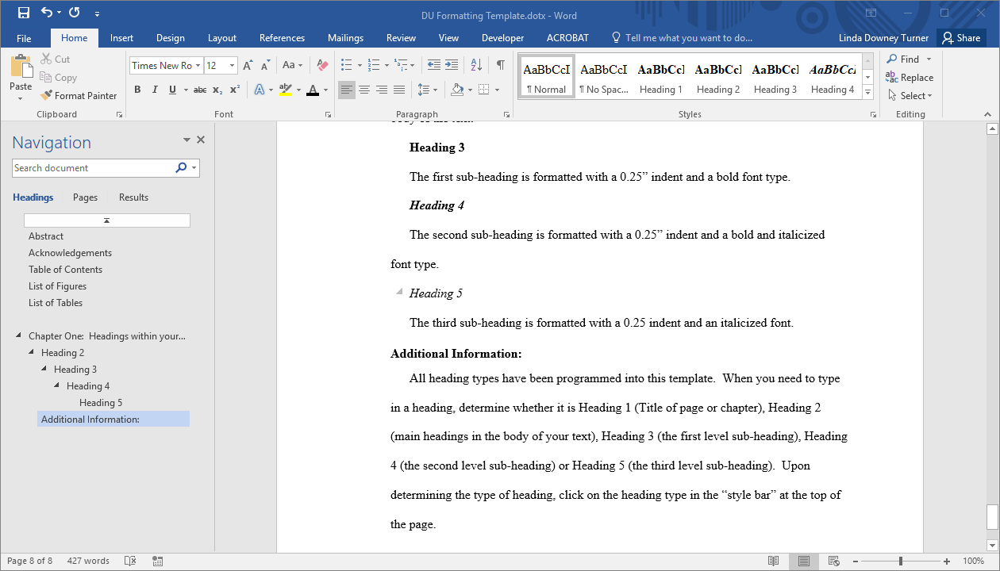 DU Formatting Template.dotx - Word
File Home Insert Design Layout References Mailings Review View Developer ACROBAT Tell me what you want to do... Linda Downey Turner Share
Paste
Cut
Copy
Format Painter
Clipboard
Times New Ro 12
Aa
B I U abc x₂ x² A aby A
Font
Paragraph
AaBbCcI AaBbCcI AaBbCcI AaBbCcI AaBbCcI AaBbCcI
¶ Normal ¶ No Spac... Heading 1 Heading 2 Heading 3 Heading 4
Styles
Find
Replace
Select
Editing
Navigation
Search document
Headings Pages Results
Abstract
Acknowledgements
Table of Contents
List of Figures
List of Tables
Chapter One:  Headings within your...
Heading 2
Heading 3
Heading 4
Heading 5
Additional Information:
Heading 3
The first sub-heading is formatted with a 0.25” indent and a bold font type.
Heading 4
The second sub-heading is formatted with a 0.25” indent and a bold and italicized
font type.
Heading 5
The third sub-heading is formatted with a 0.25 indent and an italicized font.
Additional Information:
All heading types have been programmed into this template.  When you need to type
in a heading, determine whether it is Heading 1 (Title of page or chapter), Heading 2
(main headings in the body of your text), Heading 3 (the first level sub-heading), Heading
4 (the second level sub-heading) or Heading 5 (the third level sub-heading).  Upon
determining the type of heading, click on the heading type in the “style bar” at the top of
the page.
Page 8 of 8 427 words 100%